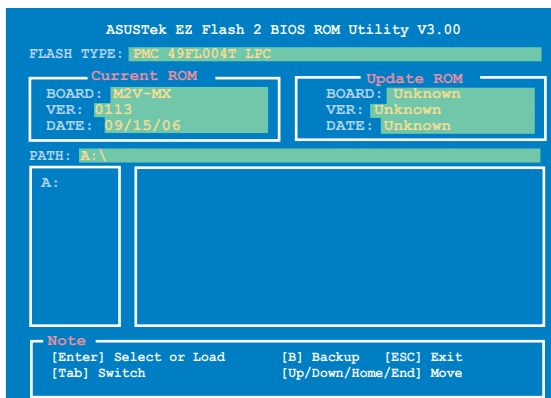 ASUSTek EZ Flash 2 BIOS ROM Utility V3.00
FLASH TYPE: PMC 49FL004T LPC
Current ROM
BOARD: M2V-MX
VER: 0113
DATE: 09/15/06
Update ROM
BOARD: Unknown
VER: Unknown
DATE: Unknown
PATH: A:\
A:
Note
[Enter] Select or Load [B] Backup [ESC] Exit
[Tab] Switch [Up/Down/Home/End] Move